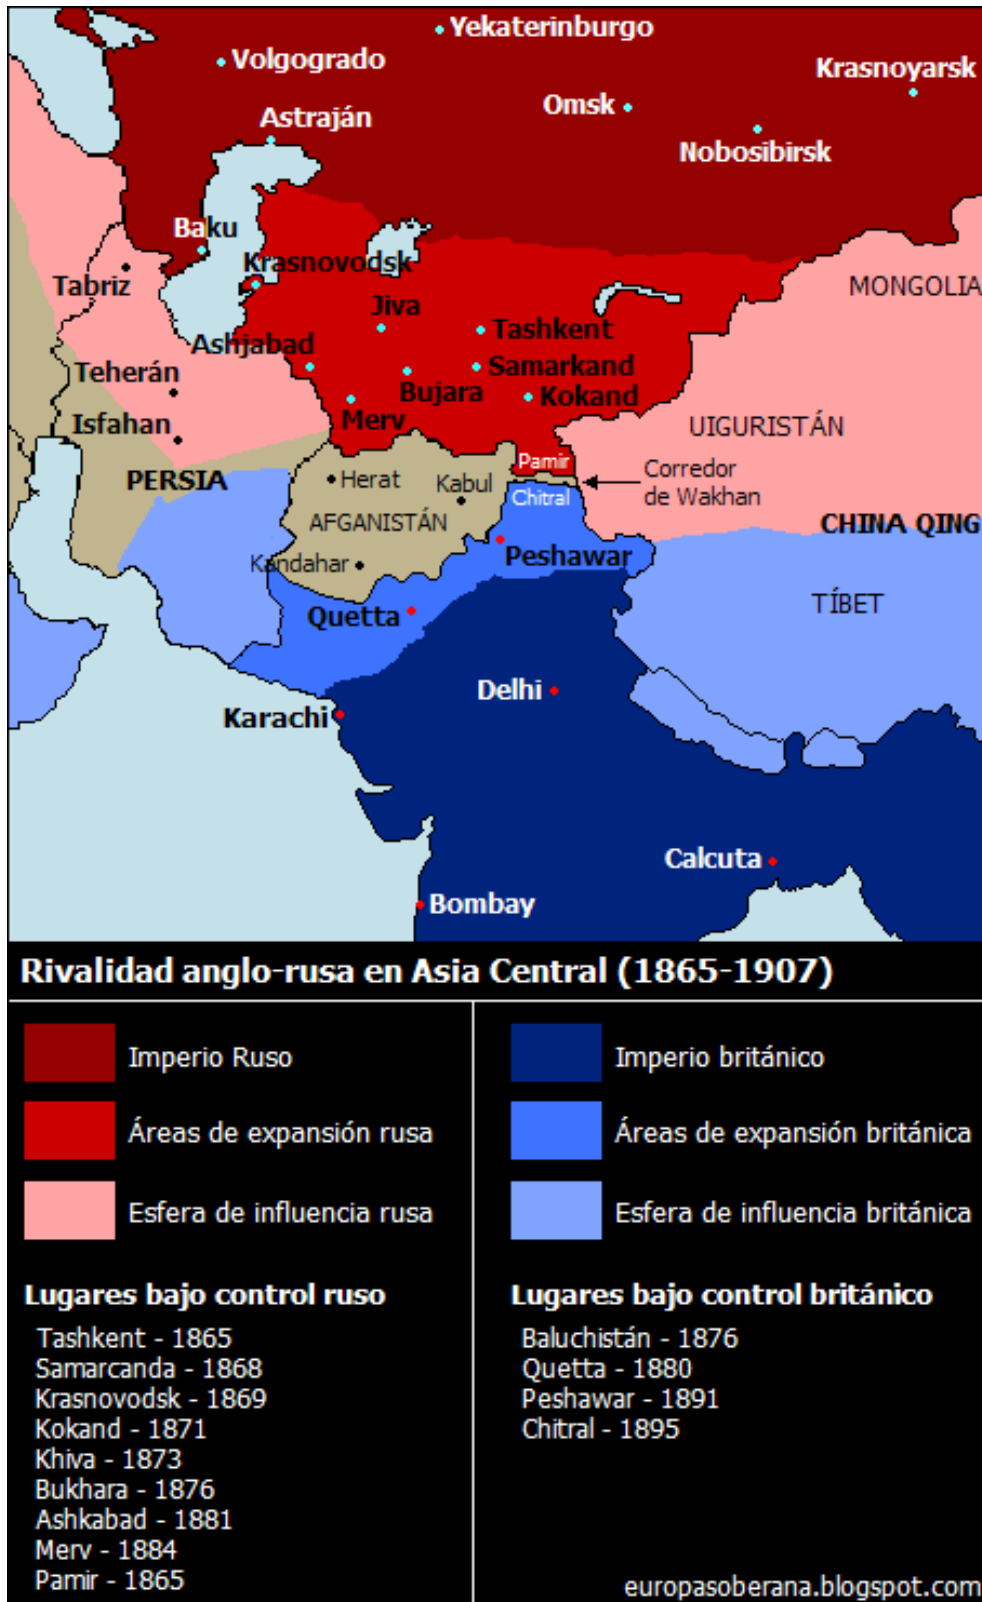 Yekaterinburgo
Volgogrado
Krasnoyarsk
Omsk
Astraján
Nobosibirsk
Baku
Krasnovodsk
Tabriz
MONGOLIA
Jiva
Tashkent
Ashjabad
Samarkand
Teherán
Bujara
Kokand
Merv
Isfahan
UIGURISTÁN
Pamir
Corredor
de Wakhan
PERSIA
Herat
Kabul
Chitral
AFGANISTÁN
CHINA QING
Peshawar
Kandahar
TÍBET
Quetta
Delhi
Karachi
Calcuta
Bombay
Rivalidad anglo-rusa en Asia Central (1865-1907)
Imperio Ruso
Áreas de expansión rusa
Esfera de influencia rusa
Lugares bajo control ruso
Tashkent - 1865
Samarcanda - 1868
Krasnovodsk - 1869
Kokand - 1871
Khiva - 1873
Bukhara - 1876
Ashkabad - 1881
Merv - 1884
Pamir - 1865
Imperio británico
Áreas de expansión británica
Esfera de influencia británica
Lugares bajo control británico
Baluchistán - 1876
Quetta - 1880
Peshawar - 1891
Chitral - 1895
europasoberana.blogspot.com